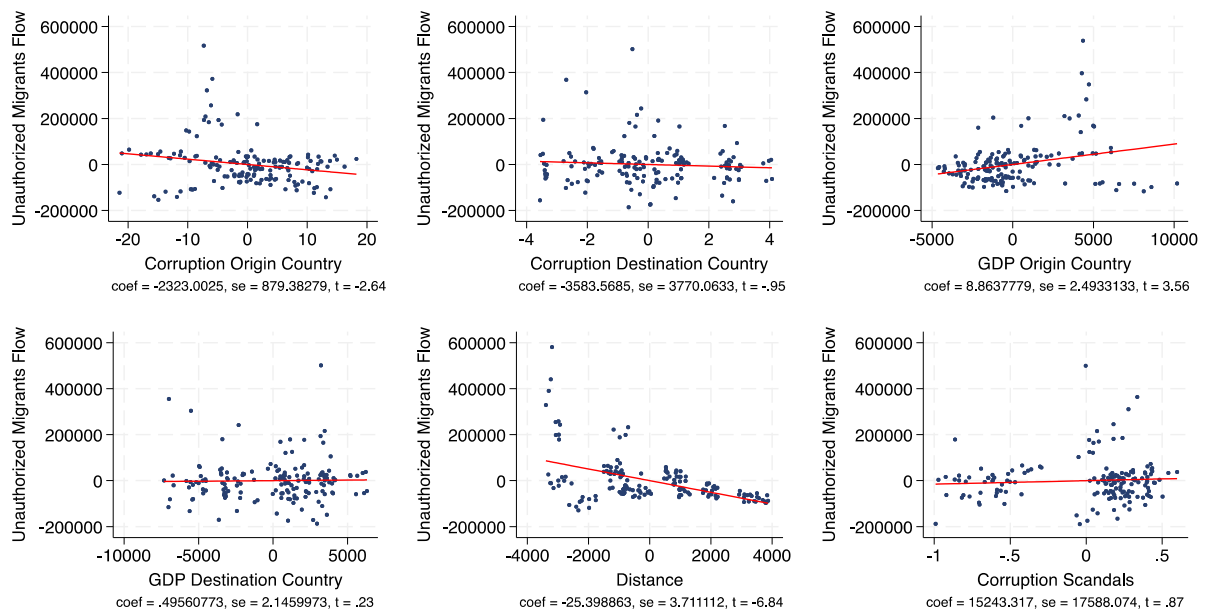 Unauthorized Migrants Flow
600000
400000
200000
0
-200000
-20 -10 0 10 20
Corruption Origin Country
coef = -2323.0025, se = 879.38279, t = -2.64
Unauthorized Migrants Flow
600000
400000
200000
0
-200000
-4 -2 0 2 4
Corruption Destination Country
coef = -3583.5685, se = 3770.0633, t = -.95
Unauthorized Migrants Flow
600000
400000
200000
0
-200000
-5000 0 5000 10000
GDP Origin Country
coef = 8.8637779, se = 2.4933133, t = 3.56
Unauthorized Migrants Flow
600000
400000
200000
0
-200000
-10000 -5000 0 5000
GDP Destination Country
coef = .49560773, se = 2.1459973, t = .23
Unauthorized Migrants Flow
600000
400000
200000
0
-200000
-4000 -2000 0 2000 4000
Distance
coef = -25.398863, se = 3.711112, t = -6.84
Unauthorized Migrants Flow
600000
400000
200000
0
-200000
-1 -.5 0 .5
Corruption Scandals
coef = 15243.317, se = 17588.074, t = .87